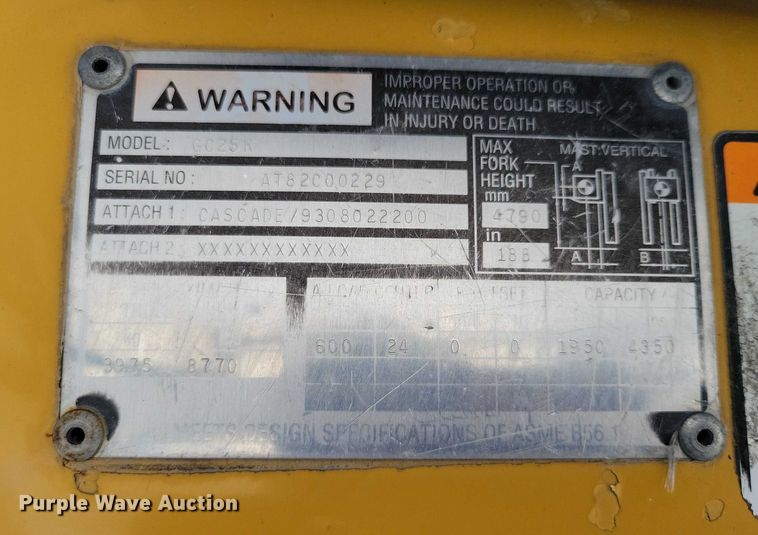 WARNING
IMPROPER OPERATION OR
MAINTENANCE COULD RESULT
IN INJURY OR DEATH
MODEL: GC25K
SERIAL NO: AT82C00229
ATTACH 1: CASCADE/9308022200
ATTACH 2: XXXXXXXXXXXX
MAX
FORK
HEIGHT
mm
4790
in
188
MAST:VERTICAL
A
A
B
CAPACITY
600 24 0 0 1950 4350
3975 8770
MEETS DESIGN SPECIFICATIONS OF ASME B56.1
Purple Wave Auction